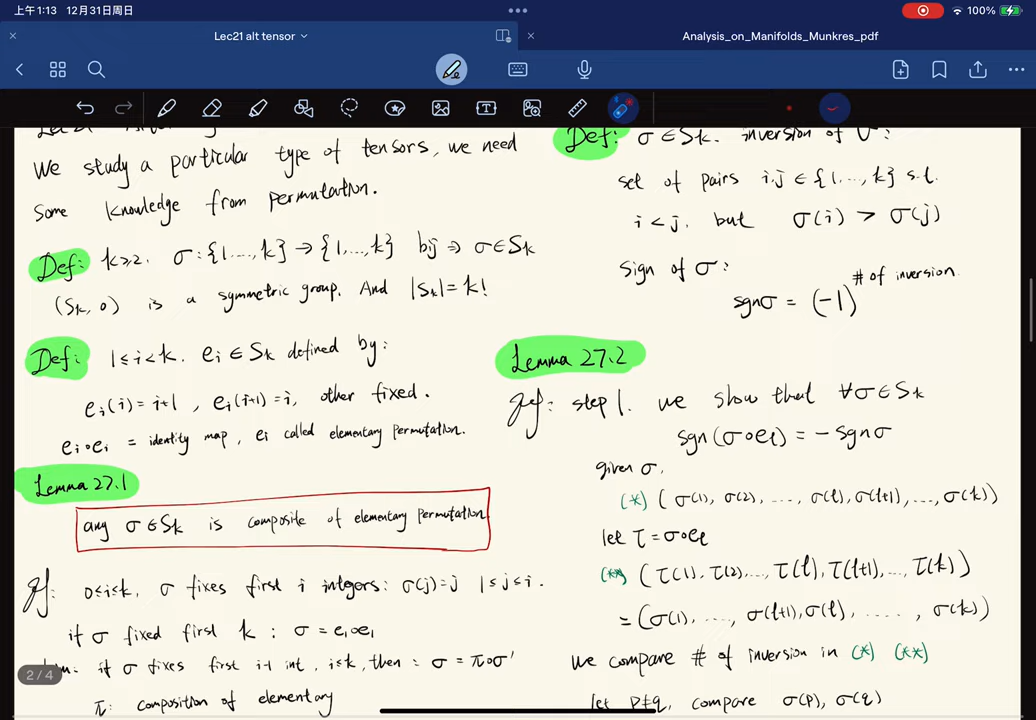 上午1:13 12月31日周日
100%
Lec21 alt tensor
Analysis_on_Manifolds_Munkres_pdf
We study a particular type of tensors, we need
some knowledge from permutation.
Def: k≥2. σ:{1,...,k}→{1,...,k} bij ⇒ σ∈Sk
(Sk, o) is a symmetric group. And |Sk|=k!
Def: 1≤i<k. ei ∈ Sk defined by:
ei(i)=i+1, ei(i+1)=i, other fixed.
ei∘ei = identity map, ei called elementary permutation.
Lemma 27.1
any σ∈Sk is composite of elementary permutation
pf: 0≤i≤k, σ fixes first i integers: σ(j)=j 1≤j≤i.
if σ fixed first k: σ=e1∘e1
if σ fixes first i-1 int, i≤k, then: σ=π∘σ'
π: composition of elementary
2 / 4
Def: σ∈Sk. inversion of σ:
set of pairs i,j ∈{1,...,k} s.t.
i<j, but σ(i) > σ(j)
sign of σ:
sgnσ = (-1)^# of inversion.
Lemma 27.2
pf: step 1. we show that ∀σ∈Sk
sgn(σ∘eℓ)=-sgnσ
given σ,
(*) (σ(1), σ(2), ..., σ(ℓ), σ(ℓ+1), ..., σ(k))
let τ=σ∘eℓ
(**) (τ(1), τ(2), ..., τ(ℓ), τ(ℓ+1), ..., τ(k))
=(σ(1), ..., σ(ℓ+1), σ(ℓ), ......, σ(k))
we compare # of inversion in (*) (**)
let p≠q, compare σ(p), σ(q)